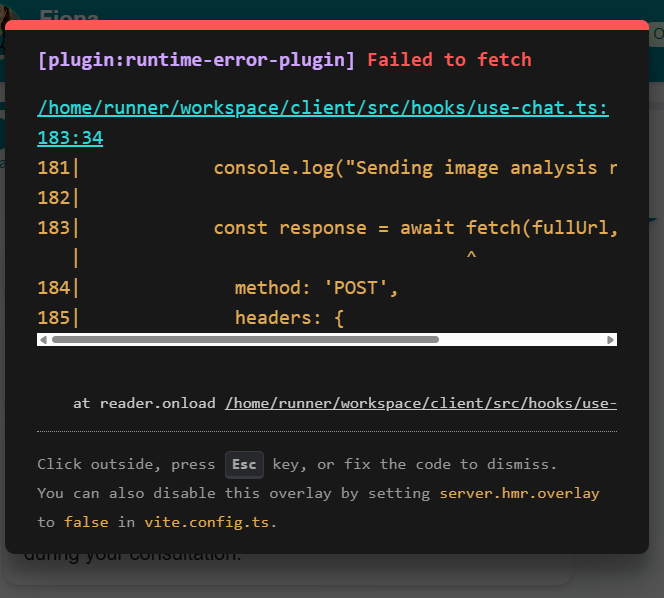 Fiona
[plugin:runtime-error-plugin] Failed to fetch
/home/runner/workspace/client/src/hooks/use-chat.ts:
183:34
181|            console.log("Sending image analysis r
182|
183|            const response = await fetch(fullUrl,
   |                                    ^
184|              method: 'POST',
185|              headers: {
at reader.onload /home/runner/workspace/client/src/hooks/use-
Click outside, press Esc key, or fix the code to dismiss.
You can also disable this overlay by setting server.hmr.overlay
to false in vite.config.ts.
during your consultation.